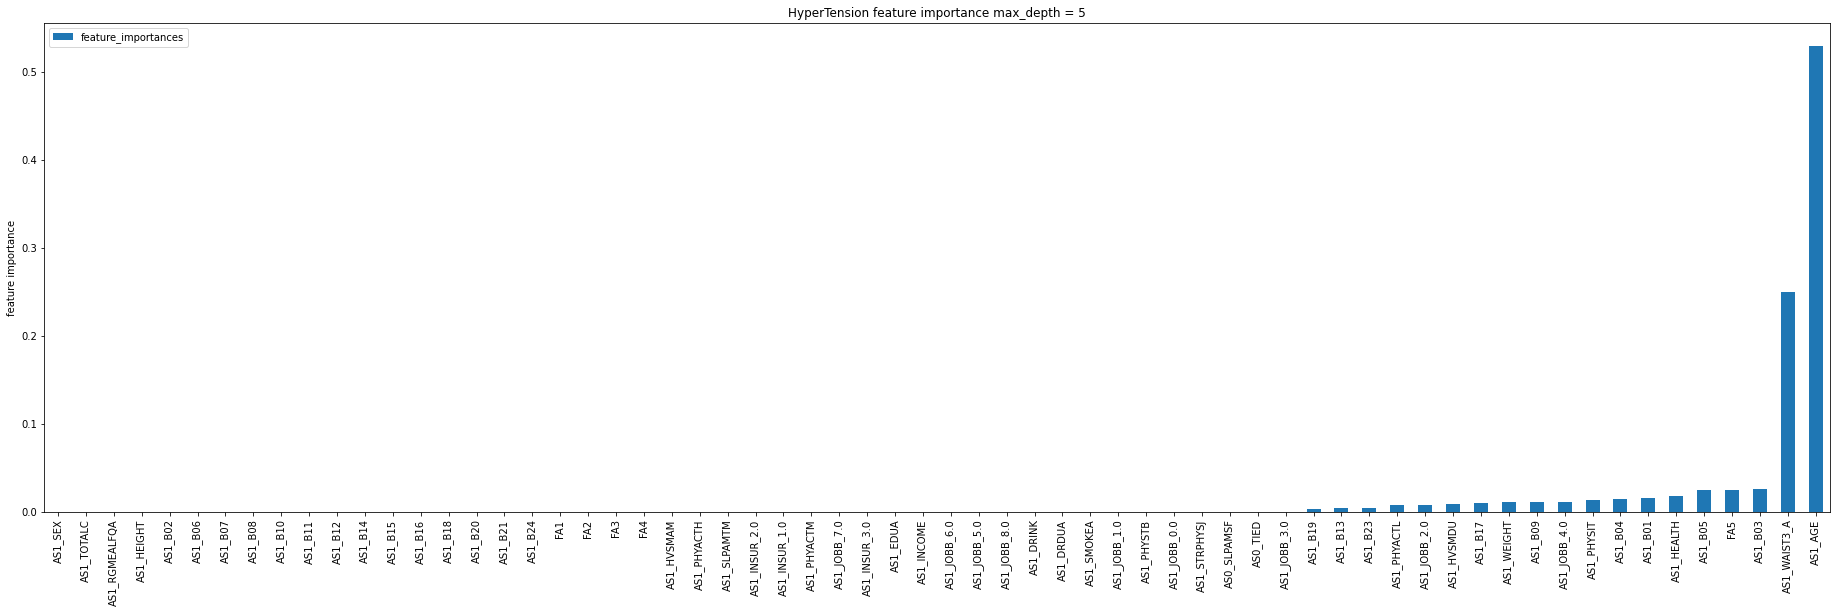 HyperTension feature importance max_depth = 5
feature_importances
feature importance
0.5
0.4
0.3
0.2
0.1
0.0
AS1_SEX
AS1_TOTALC
AS1_RGMEALFQA
AS1_HEIGHT
AS1_B02
AS1_B06
AS1_B07
AS1_B08
AS1_B10
AS1_B11
AS1_B12
AS1_B14
AS1_B15
AS1_B16
AS1_B18
AS1_B20
AS1_B21
AS1_B24
FA1
FA2
FA3
FA4
AS1_HVSMAM
AS1_PHYACTH
AS1_SLPAMTM
AS1_INSUR_2.0
AS1_INSUR_1.0
AS1_PHYACTM
AS1_JOBB_7.0
AS1_INSUR_3.0
AS1_EDUA
AS1_INCOME
AS1_JOBB_6.0
AS1_JOBB_5.0
AS1_JOBB_8.0
AS1_DRINK
AS1_DRDUA
AS1_SMOKEA
AS1_JOBB_1.0
AS1_PHYSTB
AS1_JOBB_0.0
AS1_STRPHYSJ
AS0_SLPAMSF
AS0_TIED
AS1_JOBB_3.0
AS1_B19
AS1_B13
AS1_B23
AS1_PHYACTL
AS1_JOBB_2.0
AS1_HVSMDU
AS1_B17
AS1_WEIGHT
AS1_B09
AS1_JOBB_4.0
AS1_PHYSIT
AS1_B04
AS1_B01
AS1_HEALTH
AS1_B05
FA5
AS1_B03
AS1_WAIST3_A
AS1_AGE